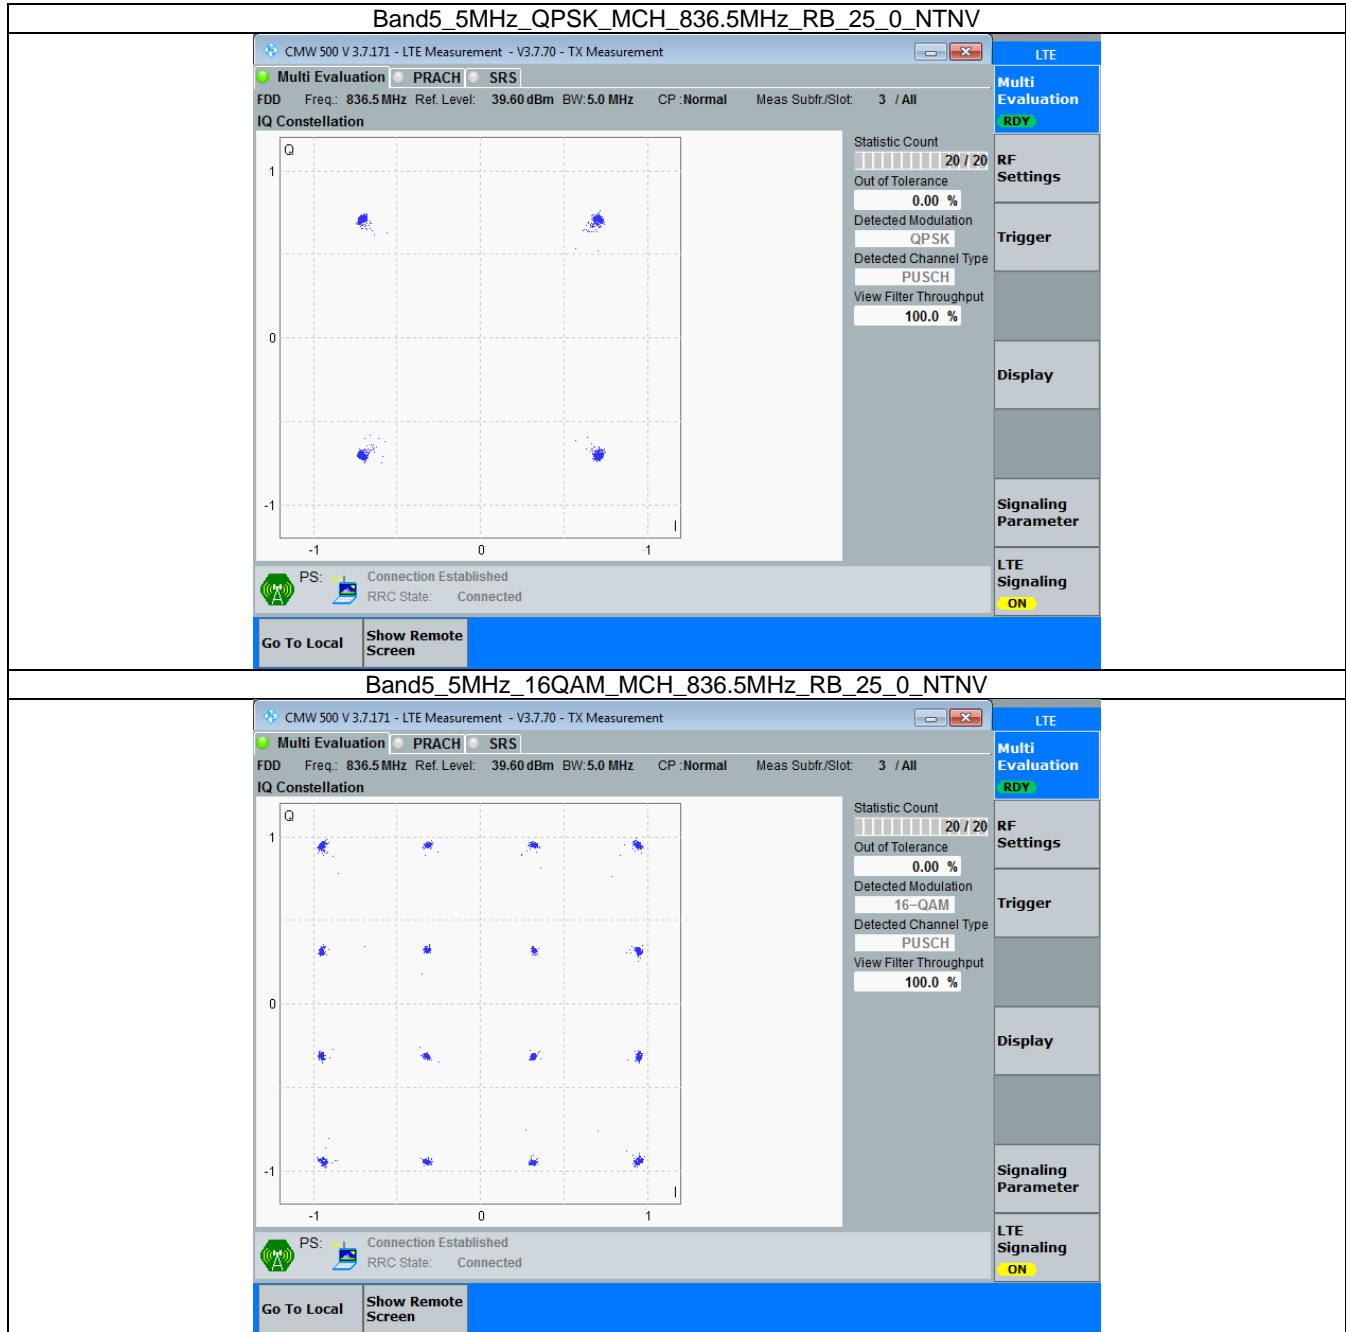 Band5_5MHz_QPSK_MCH_836.5MHz_RB_25_0_NTNV
CMW 500 V 3.7.171 - LTE Measurement - V3.7.70 - TX Measurement
LTE
Multi Evaluation PRACH SRS
Multi Evaluation
RDY
FDD Freq.: 836.5 MHz Ref. Level: 39.60 dBm BW: 5.0 MHz CP : Normal Meas Subfr./Slot: 3 / All
IQ Constellation
Q
1
0
-1
I
-1 0 1
Statistic Count
20 / 20
Out of Tolerance
0.00 %
Detected Modulation
QPSK
Detected Channel Type
PUSCH
View Filter Throughput
100.0 %
RF Settings
Trigger
Display
Signaling Parameter
LTE Signaling
ON
PS: Connection Established
RRC State: Connected
Go To Local
Show Remote Screen
Band5_5MHz_16QAM_MCH_836.5MHz_RB_25_0_NTNV
CMW 500 V 3.7.171 - LTE Measurement - V3.7.70 - TX Measurement
LTE
Multi Evaluation PRACH SRS
Multi Evaluation
RDY
FDD Freq.: 836.5 MHz Ref. Level: 39.60 dBm BW: 5.0 MHz CP : Normal Meas Subfr./Slot: 3 / All
IQ Constellation
Q
1
0
-1
I
-1 0 1
Statistic Count
20 / 20
Out of Tolerance
0.00 %
Detected Modulation
16-QAM
Detected Channel Type
PUSCH
View Filter Throughput
100.0 %
RF Settings
Trigger
Display
Signaling Parameter
LTE Signaling
ON
PS: Connection Established
RRC State: Connected
Go To Local
Show Remote Screen